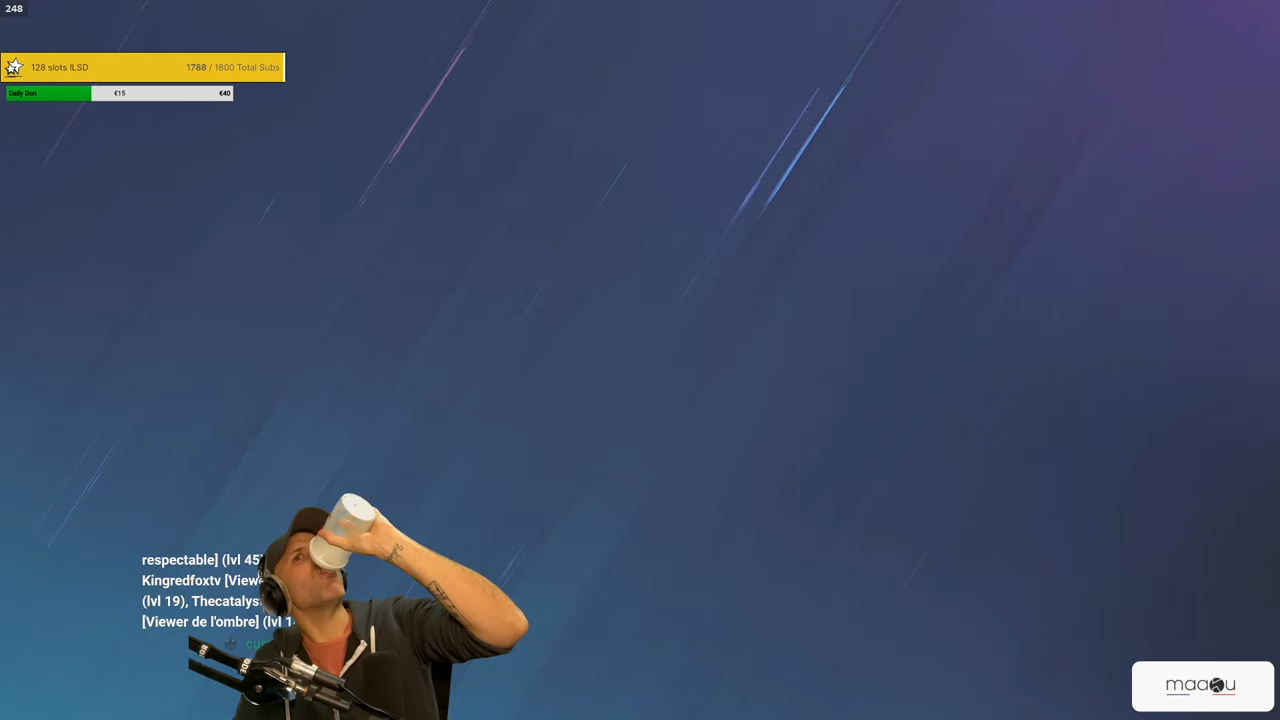 248
128 slots !LSD 1788 / 1800 Total Subs
Daily Don €15 €40
respectable] (lvl 45)
Kingredfoxtv [View
(lvl 19), Thecatalys
[Viewer de l'ombre] (lvl 1
RODE
maaou